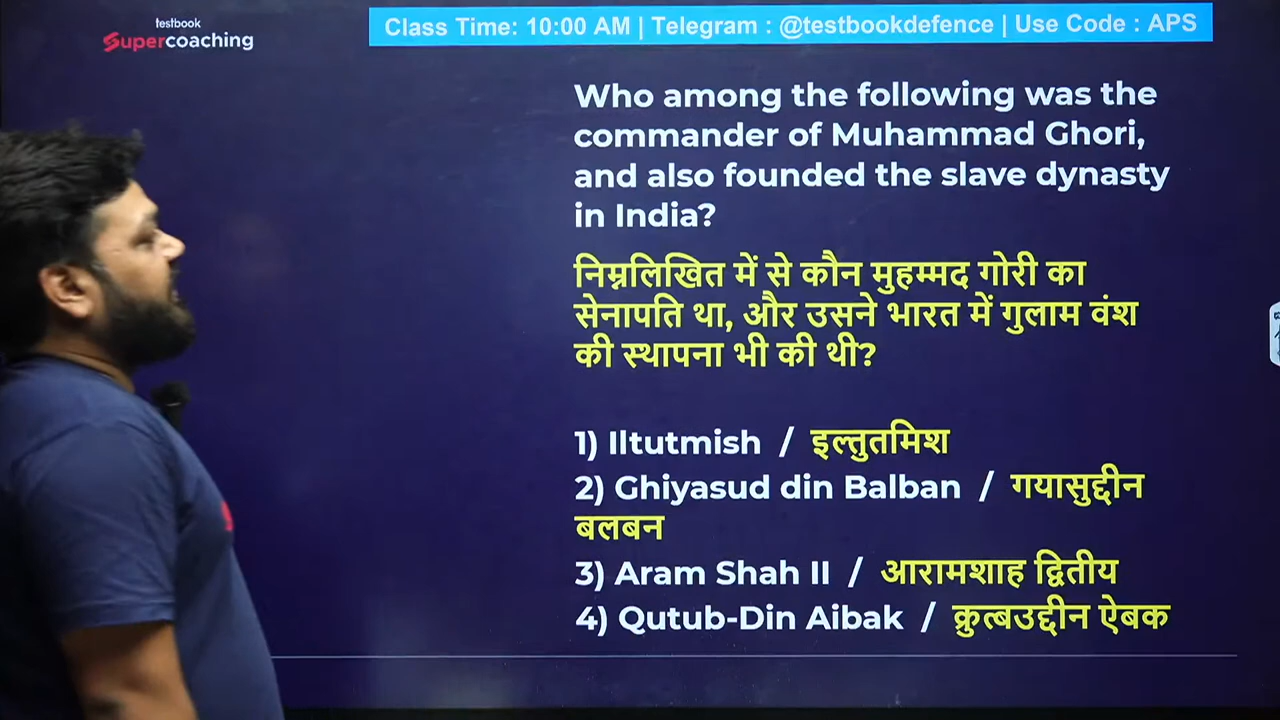 testbook
Supercoaching
Class Time: 10:00 AM | Telegram : @testbookdefence | Use Code : APS
Who among the following was the
commander of Muhammad Ghori,
and also founded the slave dynasty
in India?
निम्नलिखित में से कौन मुहम्मद गोरी का
सेनापति था, और उसने भारत में गुलाम वंश
की स्थापना भी की थी?
1) Iltutmish / इल्तुतमिश
2) Ghiyasud din Balban / गयासुद्दीन
बलबन
3) Aram Shah II / आरामशाह द्वितीय
4) Qutub-Din Aibak / क़ुत्बउद्दीन ऐबक